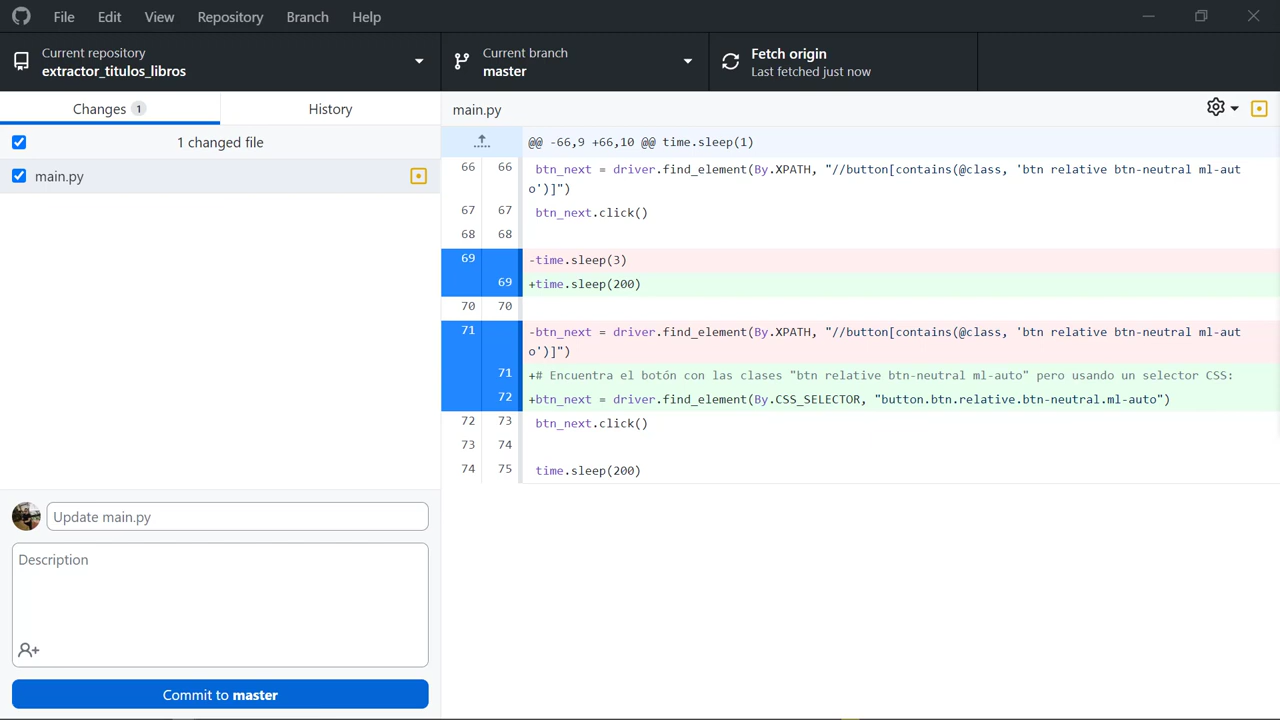 File Edit View Repository Branch Help
Current repository
extractor_titulos_libros
Current branch
master
Fetch origin
Last fetched just now
Changes 1
History
1 changed file
main.py
Update main.py
Description
Commit to master
main.py
@@ -66,9 +66,10 @@ time.sleep(1)
66 66 btn_next = driver.find_element(By.XPATH, "//button[contains(@class, 'btn relative btn-neutral ml-aut
o')]")
67 67 btn_next.click()
68 68
69 -time.sleep(3)
69 +time.sleep(200)
70 70
71 -btn_next = driver.find_element(By.XPATH, "//button[contains(@class, 'btn relative btn-neutral ml-aut
o')]")
71 +# Encuentra el botón con las clases "btn relative btn-neutral ml-auto" pero usando un selector CSS:
72 +btn_next = driver.find_element(By.CSS_SELECTOR, "button.btn.relative.btn-neutral.ml-auto")
72 73 btn_next.click()
73 74
74 75 time.sleep(200)